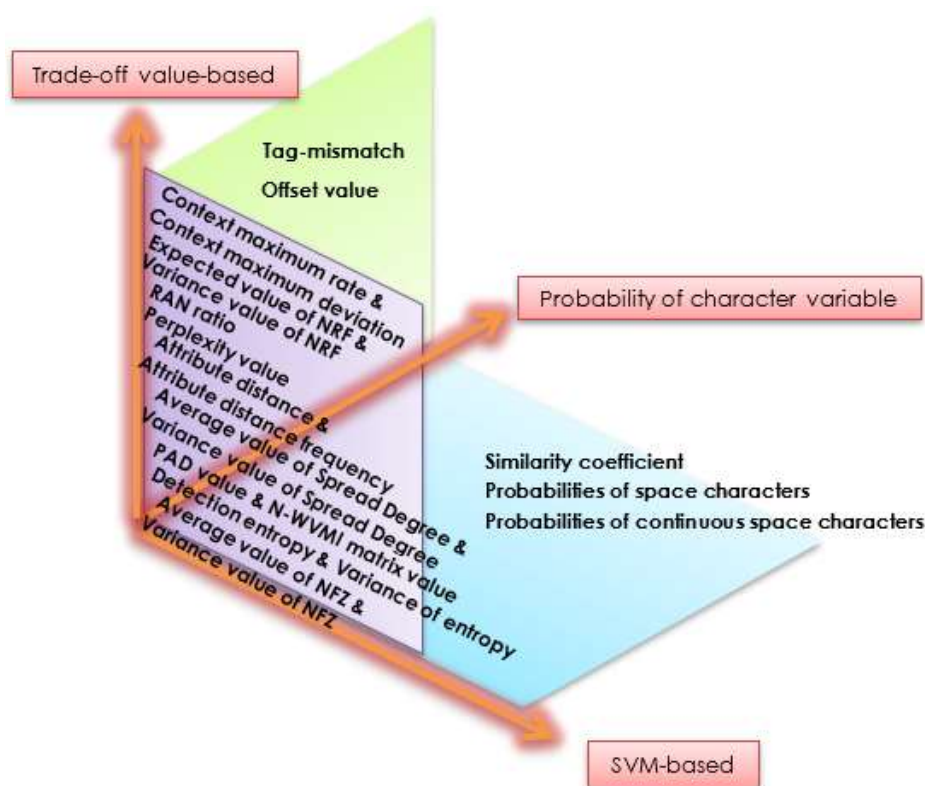 Trade-off value-based
Tag-mismatch
Offset value
Context maximum rate &
Context maximum deviation
Expected value of NRF &
Variance value of NRF
RAN ratio
Perplexity value
Attribute distance &
Attribute distance frequency
Average value of Spread Degree &
Variance value of Spread Degree
PAD value & N-WVMI matrix value
Detection entropy & Variance of entropy
Average value of NFZ &
Variance value of NFZ
Probability of character variable
Similarity coefficient
Probabilities of space characters
Probabilities of continuous space characters
SVM-based